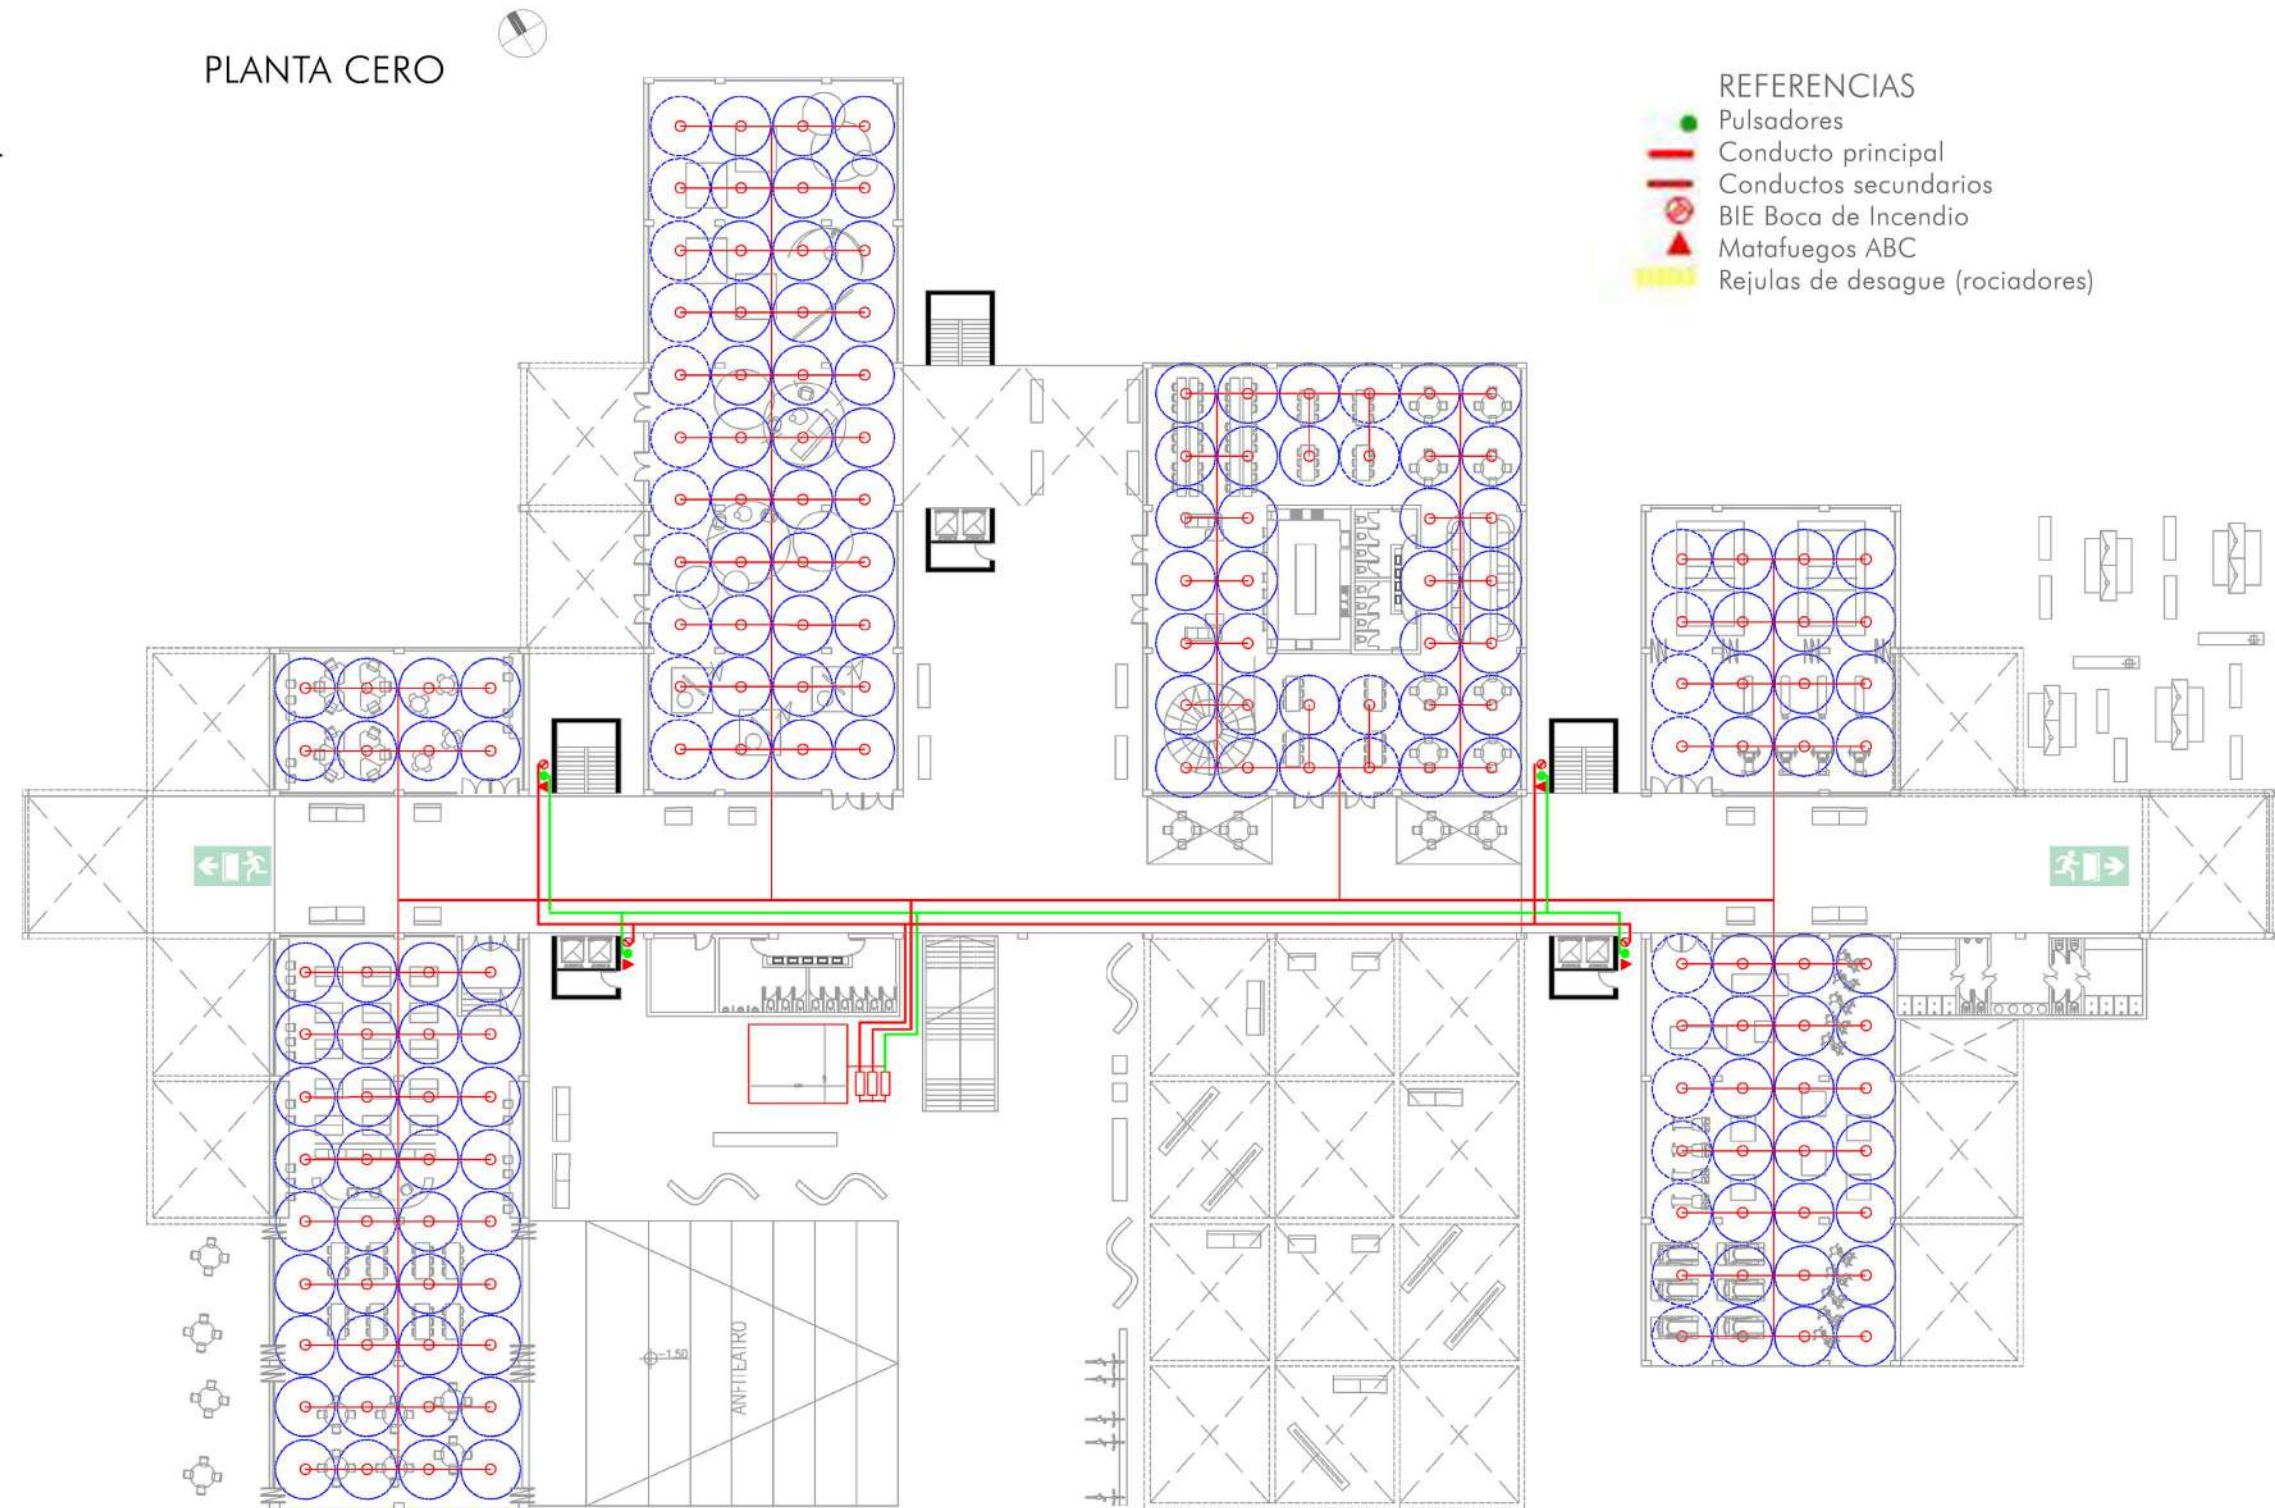 PLANTA CERO
REFERENCIAS
Pulsadores
Conducto principal
Conductos secundarios
BIE Boca de Incendio
Matafuegos ABC
Rejulas de desague (rociadores)
-1.50
ANFITEATRO